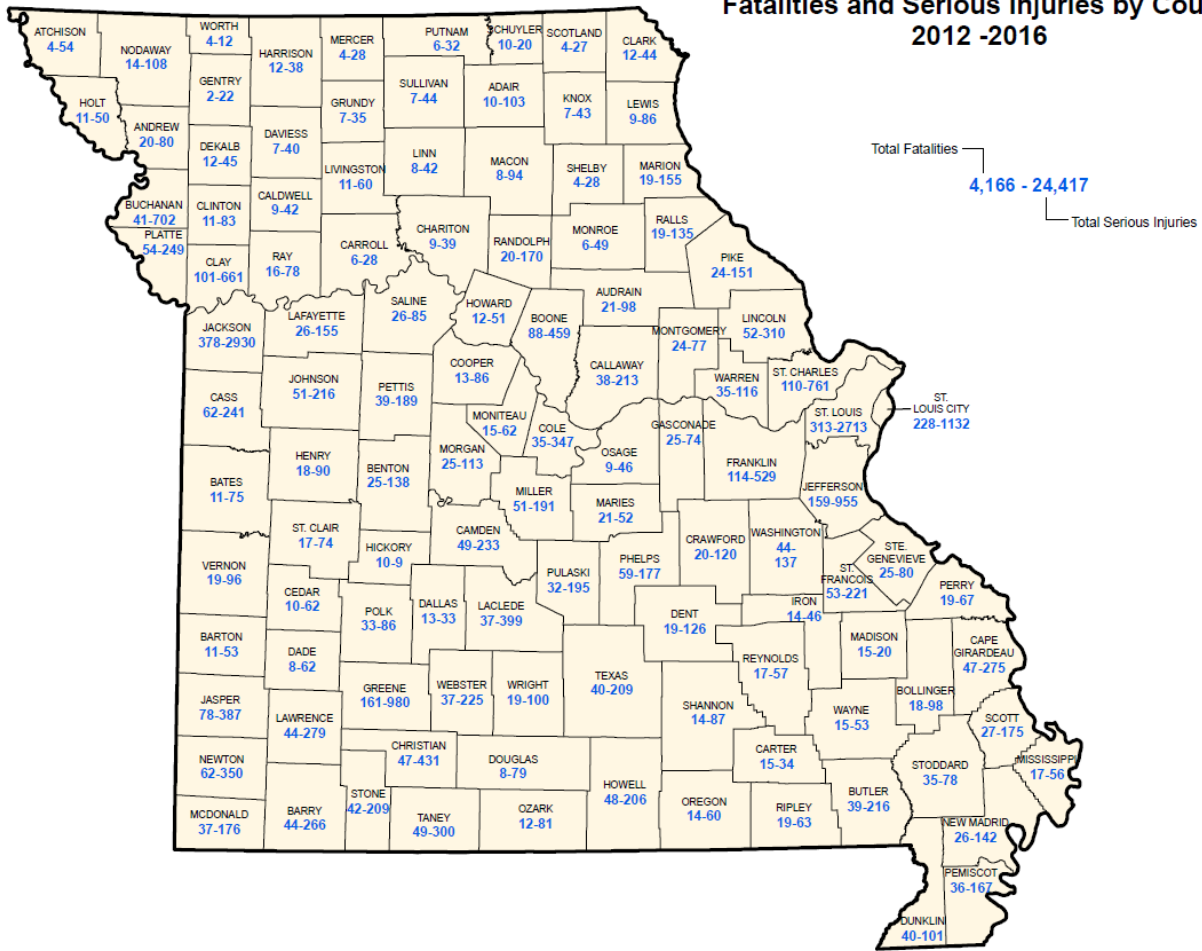 Fatalities and Serious Injuries by Cou
2012 -2016
Total Fatalities
4,166 - 24,417
Total Serious Injuries
ATCHISON
4-54
NODAWAY
14-108
WORTH
4-12
HARRISON
12-38
MERCER
4-28
PUTNAM
6-32
SCHUYLER
10-20
SCOTLAND
4-27
CLARK
12-44
HOLT
11-50
ANDREW
20-80
GENTRY
2-22
GRUNDY
7-35
SULLIVAN
7-44
ADAIR
10-103
KNOX
7-43
LEWIS
9-86
DEKALB
12-45
DAVIESS
7-40
LIVINGSTON
11-60
LINN
8-42
MACON
8-94
SHELBY
4-28
MARION
19-155
BUCHANAN
41-702
CLINTON
11-83
CALDWELL
9-42
PLATTE
54-249
CLAY
101-661
RAY
16-78
CARROLL
6-28
CHARITON
9-39
RANDOLPH
20-170
MONROE
6-49
RALLS
19-135
PIKE
24-151
JACKSON
378-2930
LAFAYETTE
26-155
SALINE
26-85
HOWARD
12-51
BOONE
88-459
AUDRAIN
21-98
MONTGOMERY
24-77
LINCOLN
52-310
COOPER
13-86
CALLAWAY
38-213
WARREN
35-116
ST. CHARLES
110-761
CASS
62-241
JOHNSON
51-216
PETTIS
39-189
MONITEAU
15-62
COLE
35-347
GASCONADE
25-74
ST. LOUIS
313-2713
ST.
LOUIS CITY
228-1132
MORGAN
25-113
OSAGE
9-46
FRANKLIN
114-529
JEFFERSON
159-955
BATES
11-75
HENRY
18-90
BENTON
25-138
MILLER
51-191
MARIES
21-52
ST. CLAIR
17-74
HICKORY
10-9
CAMDEN
49-233
PULASKI
32-195
PHELPS
59-177
CRAWFORD
20-120
WASHINGTON
44-
137
ST.
FRANCOIS
53-221
STE.
GENEVIEVE
25-80
PERRY
19-67
VERNON
19-96
CEDAR
10-62
POLK
33-86
DALLAS
13-33
LACLEDE
37-399
DENT
19-126
IRON
14-46
MADISON
15-20
CAPE
GIRARDEAU
47-275
BARTON
11-53
DADE
8-62
GREENE
161-980
WEBSTER
37-225
WRIGHT
19-100
TEXAS
40-209
REYNOLDS
17-57
BOLLINGER
18-98
JASPER
78-387
LAWRENCE
44-279
SHANNON
14-87
WAYNE
15-53
SCOTT
27-175
NEWTON
62-350
CHRISTIAN
47-431
DOUGLAS
8-79
CARTER
15-34
STODDARD
35-78
MISSISSIPPI
17-56
MCDONALD
37-176
BARRY
44-266
STONE
42-209
TANEY
49-300
OZARK
12-81
HOWELL
48-206
OREGON
14-60
RIPLEY
19-63
BUTLER
39-216
NEW MADRID
26-142
PEMISCOT
36-167
DUNKLIN
40-101